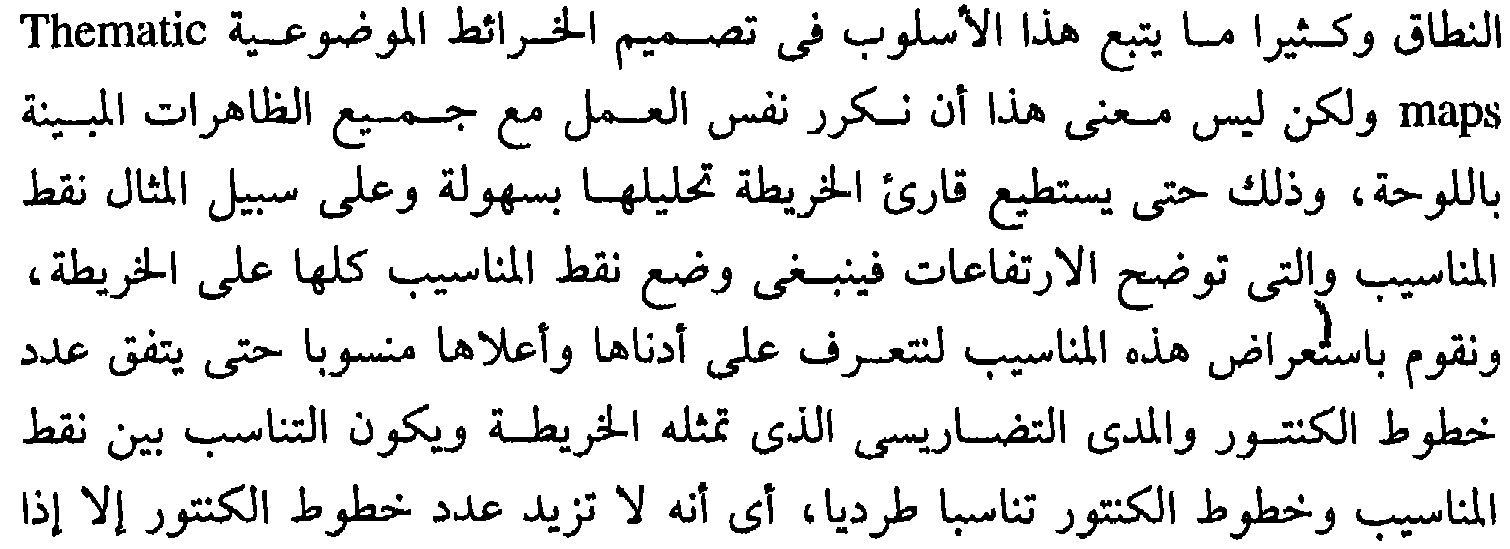 النطاق وكثيرا ما يتبع هذا الأسلوب فى تصميم الخرائط الموضوعية Thematic
maps ولكن ليس معنى هذا أن نكرر نفس العمل مع جميع الظاهرات المبينة
باللوحة، وذلك حتى يستطيع قارئ الخريطة تحليلها بسهولة وعلى سبيل المثال نقط
المناسيب والتى توضح الارتفاعات فينبغى وضع نقط المناسيب كلها على الخريطة،
ونقوم باستعراض هذه المناسيب لنتعرف على أدناها وأعلاها منسوبا حتى يتفق عدد
خطوط الكنتور والمدى التضاريسى الذى تمثله الخريطة ويكون التناسب بين نقط
المناسيب وخطوط الكنتور تناسبا طرديا، أى أنه لا تزيد عدد خطوط الكنتور إلا إذا